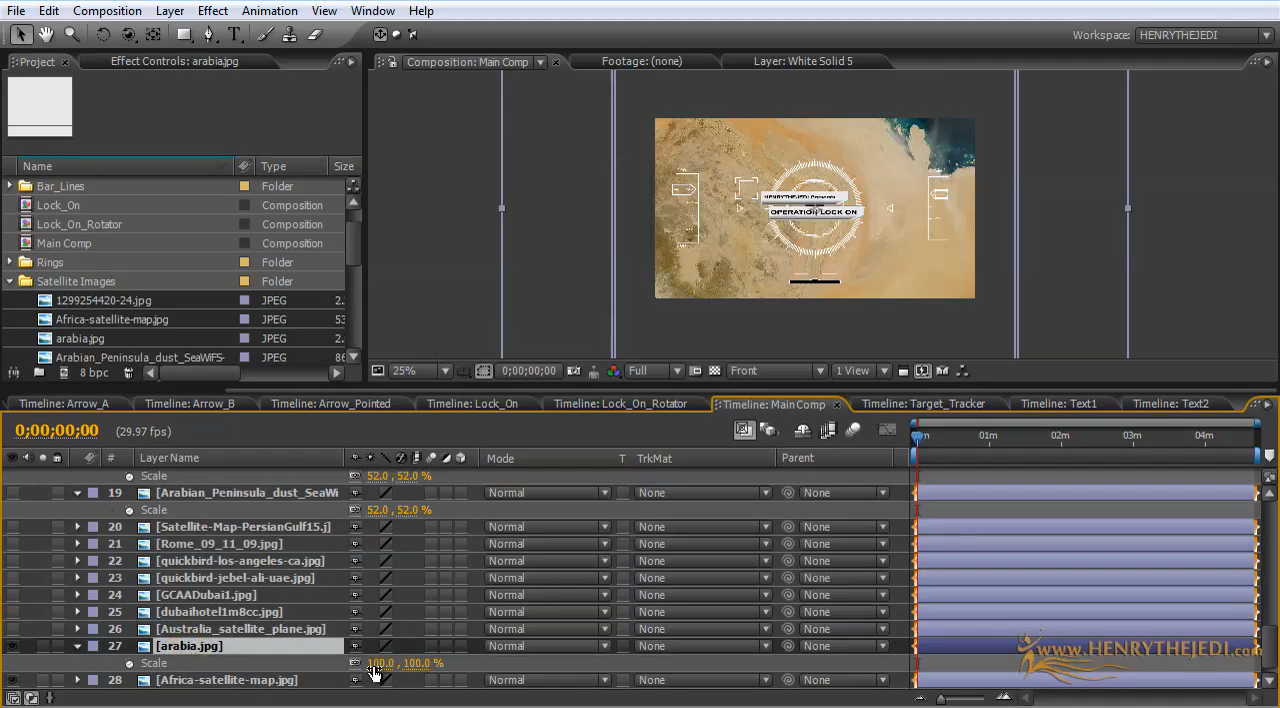 File Edit Composition Layer Effect Animation View Window Help
Workspace: HENRYTHEJEDI
Project Effect Controls: arabia.jpg
Composition: Main Comp Footage: (none) Layer: White Solid 5
Name Type Size
Bar_Lines Folder
Lock_On Composition
Lock_On_Rotator Composition
Main Comp Composition
Rings Folder
Satellite Images Folder
1299254420-24.jpg JPEG 2.
Africa-satellite-map.jpg JPEG 53
arabia.jpg JPEG 2.
Arabian_Peninsula_dust_SeaWiFS- JPEG 86
8 bpc
HENRYTHEJEDI Presents
OPERATION LOCK ON
25% 0;00;00;00 Full Front 1 View
Timeline: Arrow_A Timeline: Arrow_B Timeline: Arrow_Pointed Timeline: Lock_On Timeline: Lock_On_Rotator Timeline: Main Comp Timeline: Target_Tracker Timeline: Text1 Timeline: Text2
0;00;00;00 (29.97 fps)
01m 02m 03m 04m
# Layer Name Mode T TrkMat Parent
Scale 52.0 , 52.0 %
19 [Arabian_Peninsula_dust_SeaWi Normal None None
Scale 52.0 , 52.0 %
20 [Satellite-Map-PersianGulf15.j] Normal None None
21 [Rome_09_11_09.jpg] Normal None None
22 [quickbird-los-angeles-ca.jpg] Normal None None
23 [quickbird-jebel-ali-uae.jpg] Normal None None
24 [GCAADubai1.jpg] Normal None None
25 [dubaihotel1m8cc.jpg] Normal None None
26 [Australia_satellite_plane.jpg] Normal None None
27 [arabia.jpg] Normal None None
Scale 100.0 , 100.0 %
28 [Africa-satellite-map.jpg] Normal None None
www.HENRYTHEJEDI.com